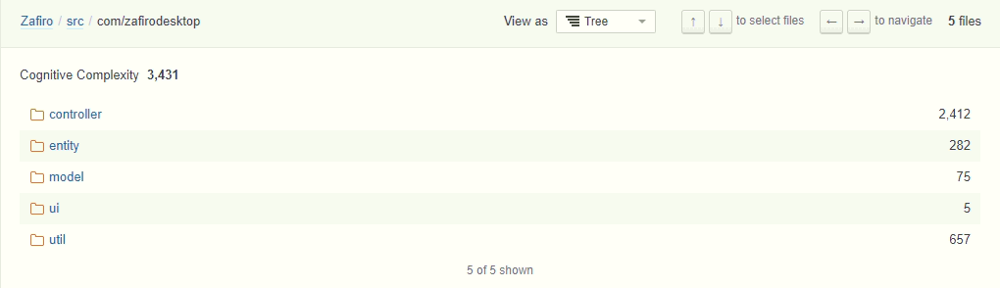 Zafiro / src / com/zafirodesktop View as Tree ↑ ↓ to select files ← → to navigate 5 files
Cognitive Complexity 3,431
controller 2,412
entity 282
model 75
ui 5
util 657
5 of 5 shown